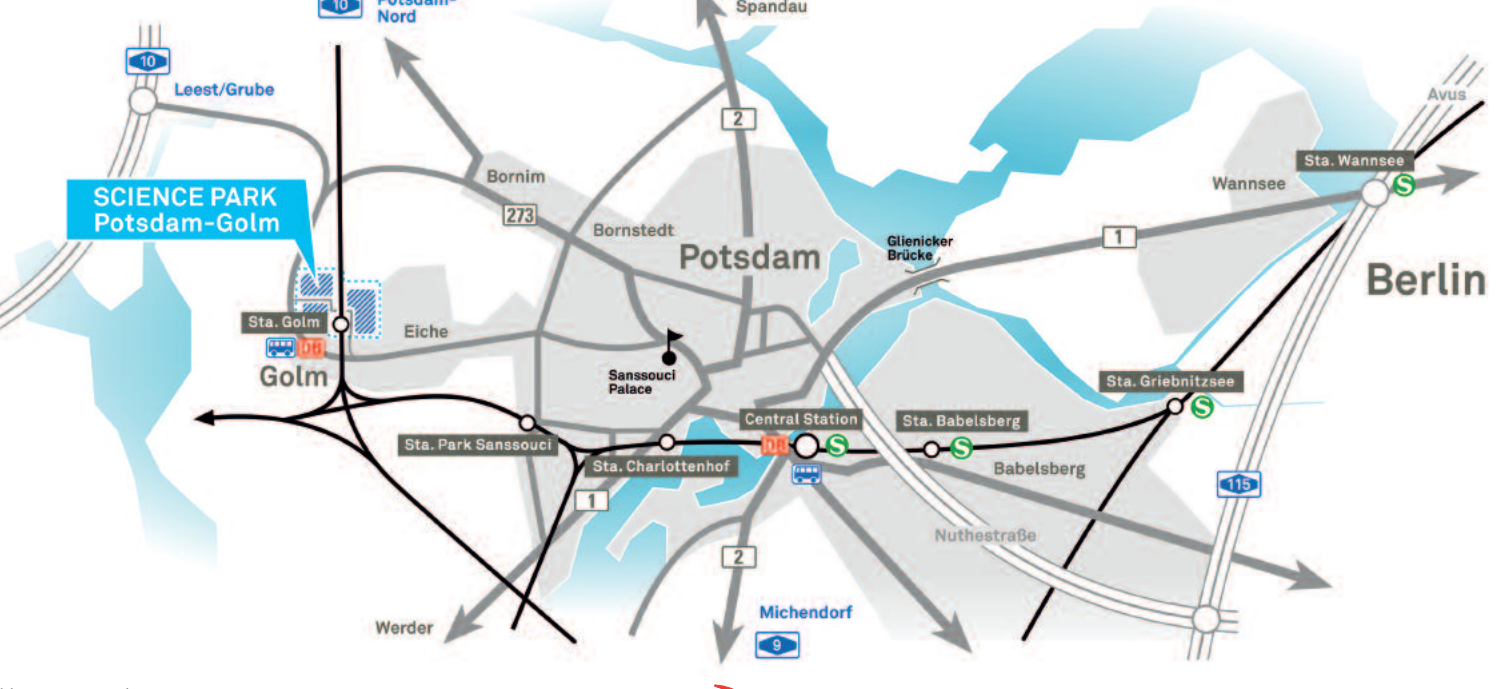 10
Potsdam-
Nord
Spandau
10
Leest/Grube
Avus
2
Sta. Wannsee
S
Wannsee
Bornim
SCIENCE PARK
Potsdam-Golm
273
Bornstedt
Potsdam
Glienicker
Brücke
1
Berlin
Sta. Golm
DB
Eiche
Golm
Sanssouci
Palace
Sta. Griebnitzsee
S
Central Station
DB
S
Sta. Babelsberg
S
Sta. Park Sanssouci
Sta. Charlottenhof
Babelsberg
115
1
Nuthestraße
2
Werder
Michendorf
9